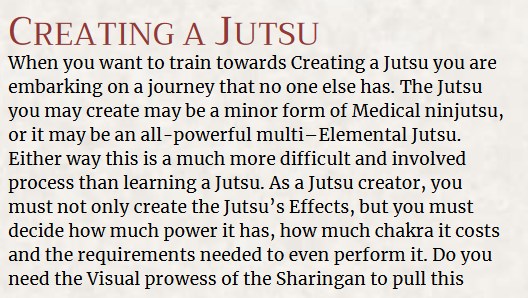 Creating a Jutsu
When you want to train towards Creating a Jutsu you are
embarking on a journey that no one else has. The Jutsu
you may create may be a minor form of Medical ninjutsu,
or it may be an all-powerful multi–Elemental Jutsu.
Either way this is a much more difficult and involved
process than learning a Jutsu. As a Jutsu creator, you
must not only create the Jutsu’s Effects, but you must
decide how much power it has, how much chakra it costs
and the requirements needed to even perform it. Do you
need the Visual prowess of the Sharingan to pull this